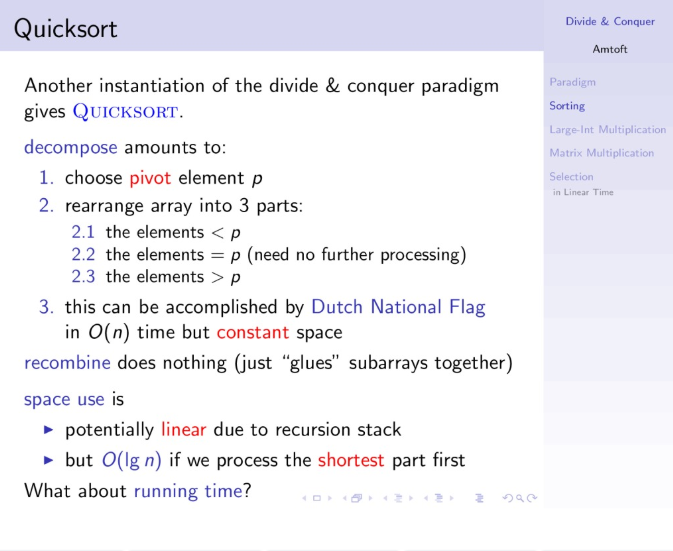 Quicksort
Another instantiation of the divide & conquer paradigm
gives QUICKSORT.
decompose amounts to:
1. choose pivot element p
2. rearrange array into 3 parts:
2.1 the elements < p
2.2 the elements = p (need no further processing)
2.3 the elements > p
3. this can be accomplished by Dutch National Flag
in O(n) time but constant space
recombine does nothing (just “glues” subarrays together)
space use is
► potentially linear due to recursion stack
► but O(lg n) if we process the shortest part first
What about running time?
Divide & Conquer
Amtoft
Paradigm
Sorting
Large-Int Multiplication
Matrix Multiplication
Selection
in Linear Time